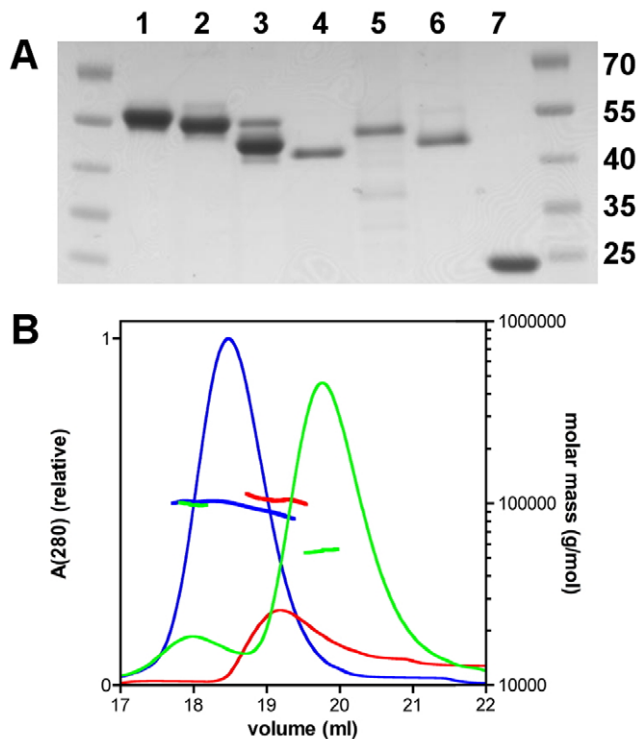 1 2 3 4 5 6 7
A
70
55
40
35
25
B
1
0
A(280) (relative)
1000000
100000
10000
molar mass (g/mol)
17 18 19 20 21 22
volume (ml)